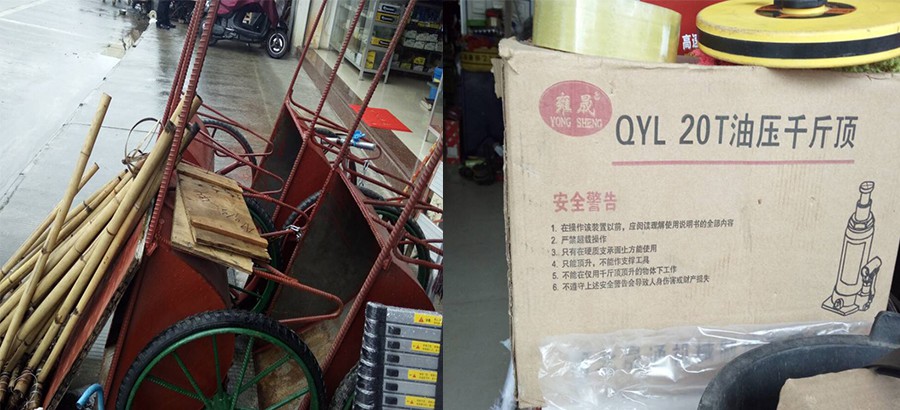 雍晟
YONG SHENG
QYL 20T油压千斤顶
安全警告
1. 在操作该装置以前，应阅读理解使用说明书的全部内容
2. 严禁超载操作
3. 只有在硬质支承面上方能使用
4. 只能顶升，不能作支撑工具
5. 不能在仅用千斤顶顶升的物体下工作
6. 不遵守上述安全警告会导致人身伤害或财产损失